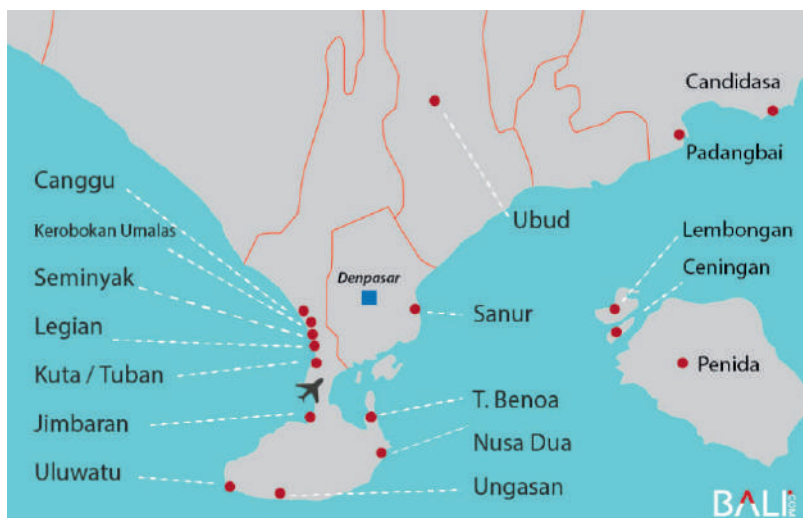 Candidasa
Padangbai
Canggu
Kerobokan Umalas
Seminyak
Legian
Kuta / Tuban
Jimbaran
Uluwatu
Denpasar
Ubud
Sanur
Lembongan
Ceningan
Penida
T. Benoa
Nusa Dua
Ungasan
BALI.COM